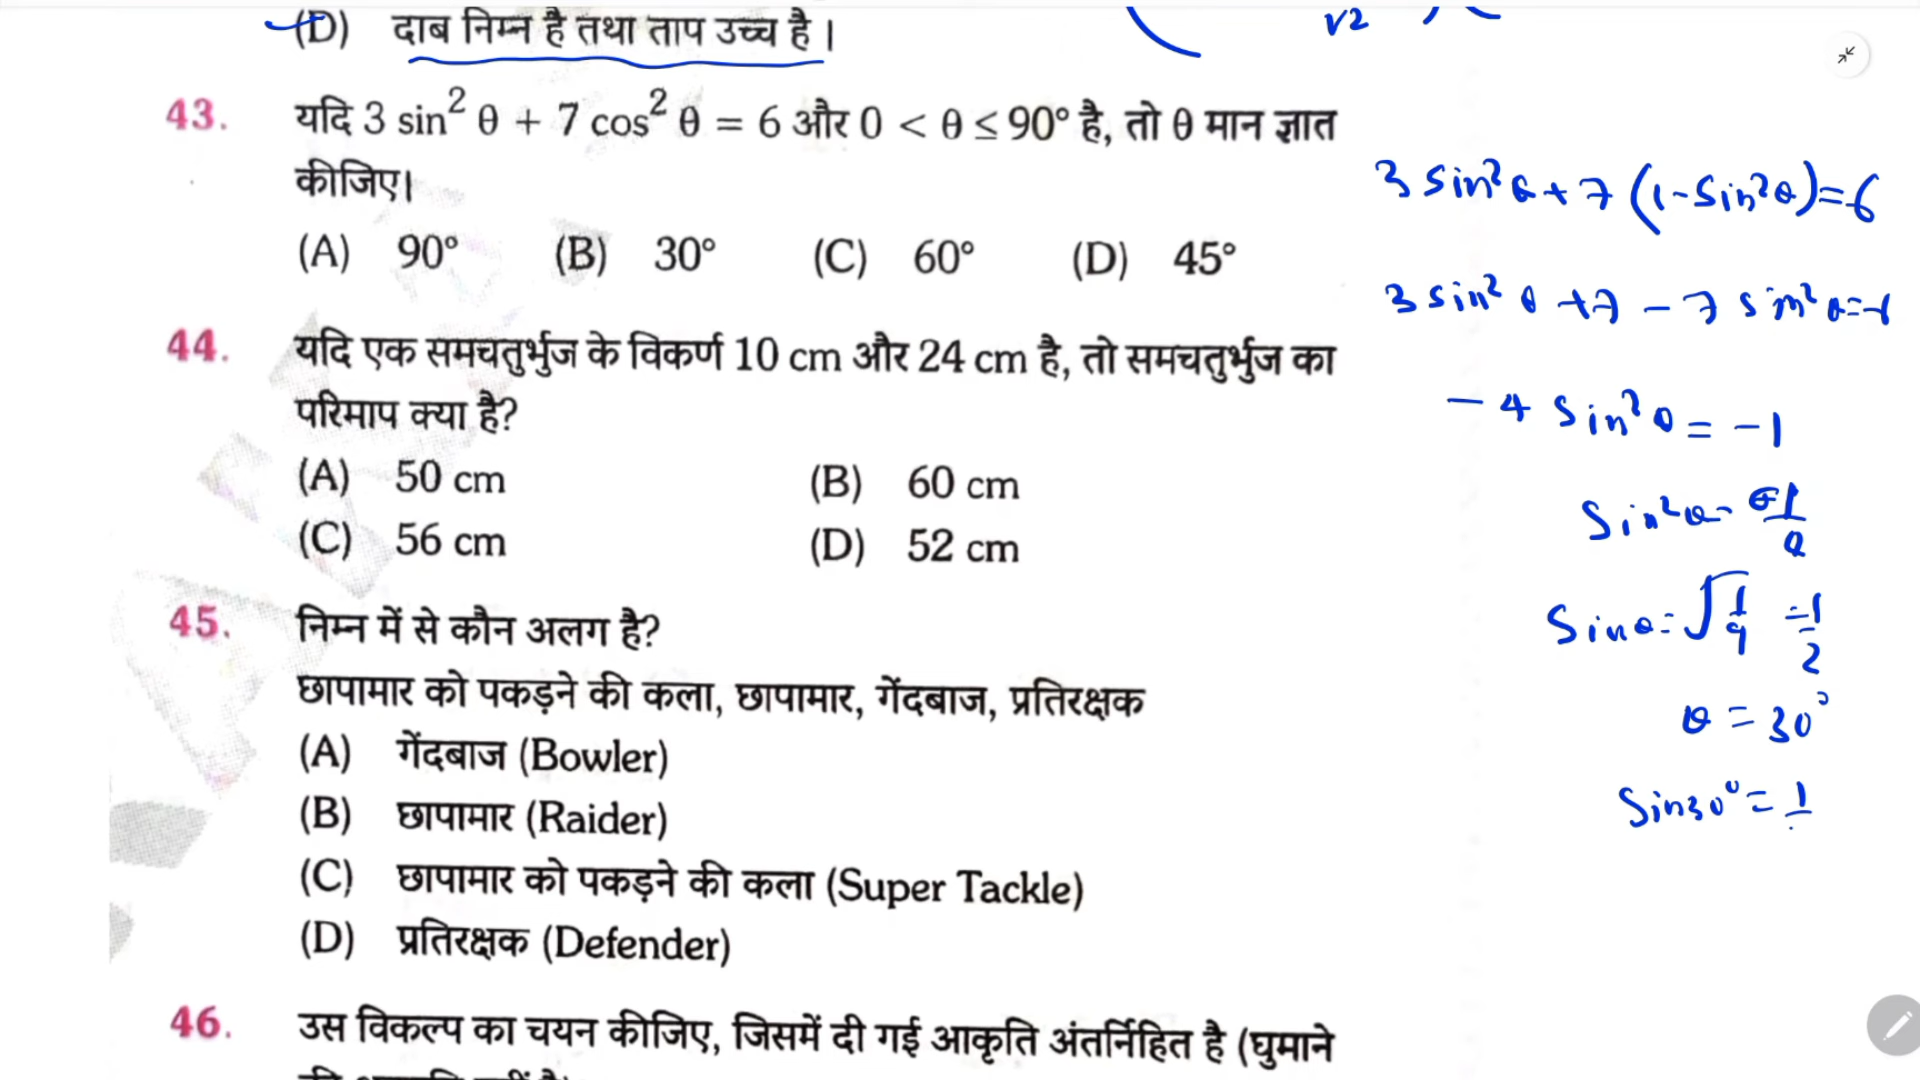 (D) दाब निम्न है तथा ताप उच्च है।
43. यदि 3 sin² θ + 7 cos² θ = 6 और 0 < θ ≤ 90° है, तो θ मान ज्ञात
कीजिए।
(A) 90° (B) 30° (C) 60° (D) 45°
44. यदि एक समचतुर्भुज के विकर्ण 10 cm और 24 cm है, तो समचतुर्भुज का
परिमाप क्या है?
(A) 50 cm (B) 60 cm
(C) 56 cm (D) 52 cm
45. निम्न में से कौन अलग है?
छापामार को पकड़ने की कला, छापामार, गेंदबाज, प्रतिरक्षक
(A) गेंदबाज (Bowler)
(B) छापामार (Raider)
(C) छापामार को पकड़ने की कला (Super Tackle)
(D) प्रतिरक्षक (Defender)
46. उस विकल्प का चयन कीजिए, जिसमें दी गई आकृति अंतर्निहित है (घुमाने
3 sin² θ + 7 (1 - sin² θ) = 6
3 sin² θ + 7 - 7 sin² θ =
- 4 sin² θ = - 1
sin² θ = 1/4
sin θ = √1/4 = 1/2
θ = 30°
sin 30° = 1